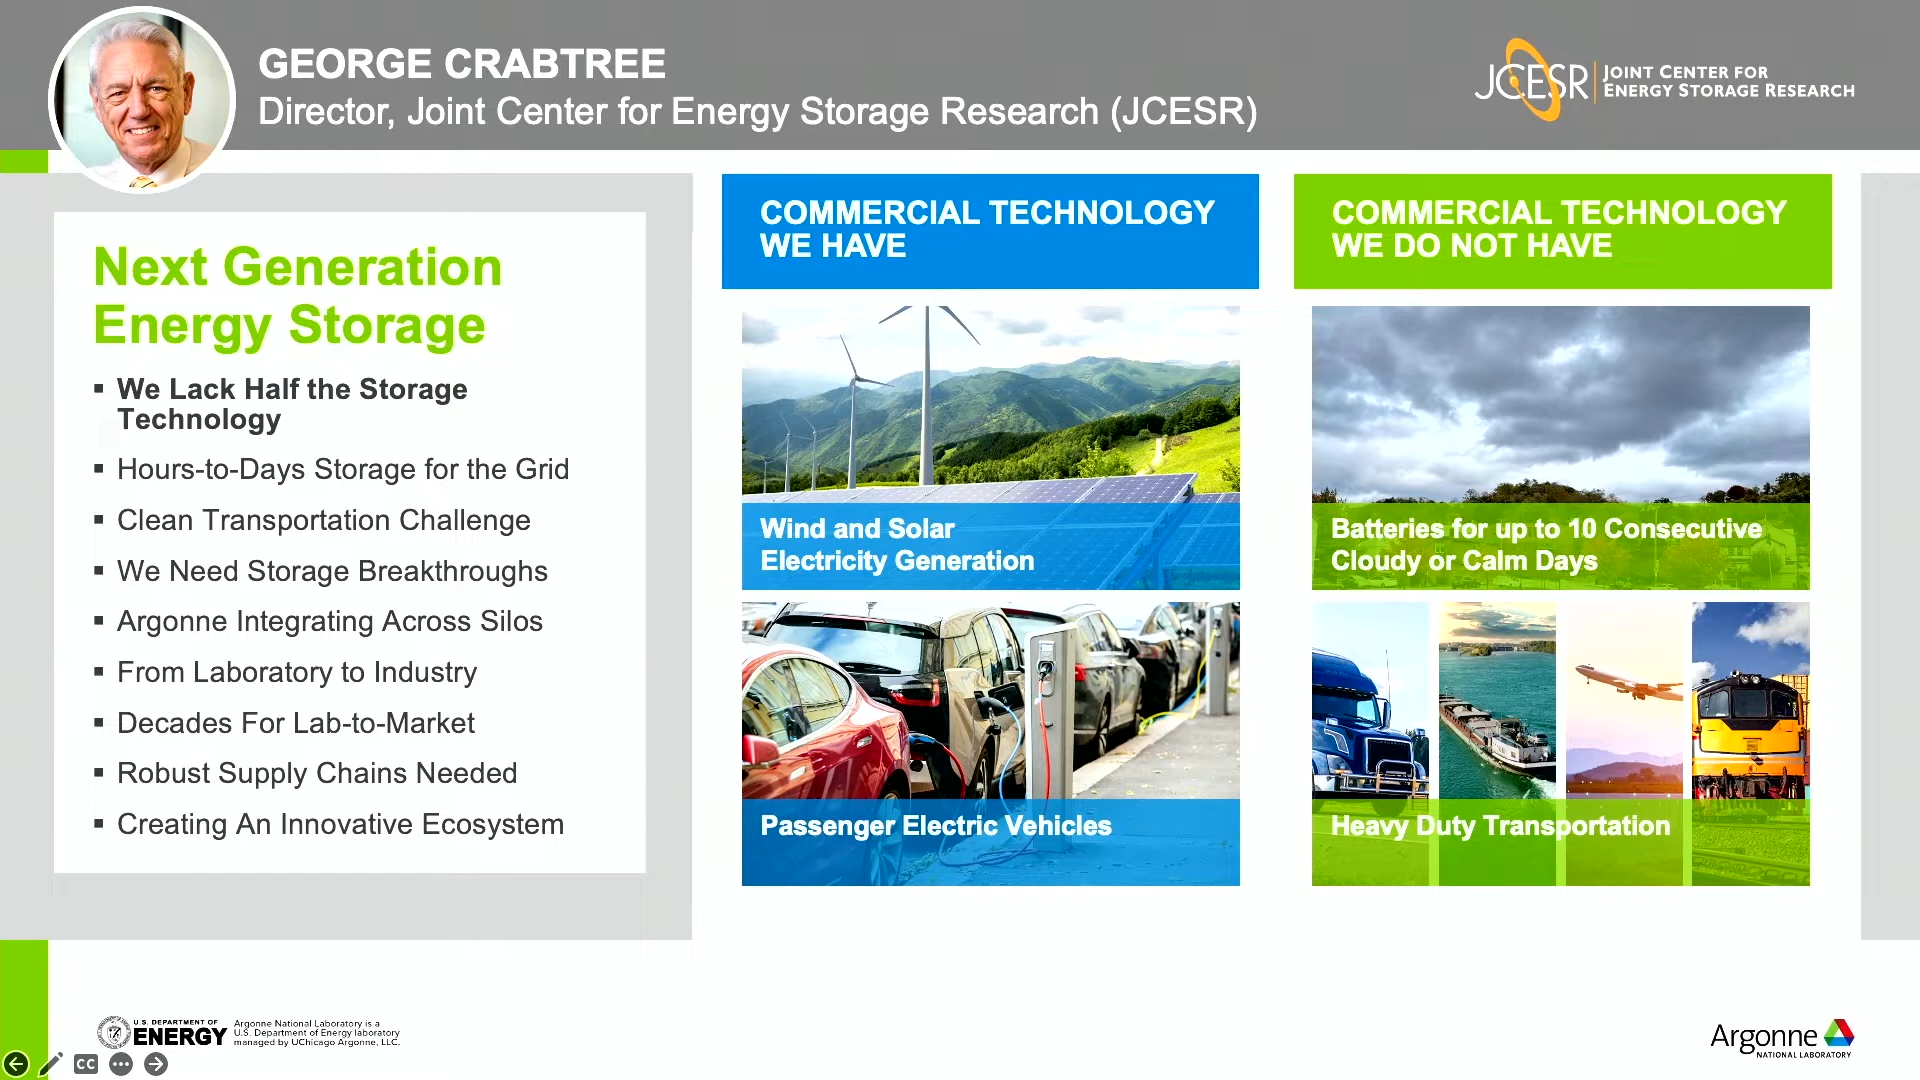 GEORGE CRABTREE
Director, Joint Center for Energy Storage Research (JCESR)
JCESR
JOINT CENTER FOR
ENERGY STORAGE RESEARCH
Next Generation
Energy Storage
▪ We Lack Half the Storage
Technology
▪ Hours-to-Days Storage for the Grid
▪ Clean Transportation Challenge
▪ We Need Storage Breakthroughs
▪ Argonne Integrating Across Silos
▪ From Laboratory to Industry
▪ Decades For Lab-to-Market
▪ Robust Supply Chains Needed
▪ Creating An Innovative Ecosystem
COMMERCIAL TECHNOLOGY
WE HAVE
Wind and Solar
Electricity Generation
Passenger Electric Vehicles
COMMERCIAL TECHNOLOGY
WE DO NOT HAVE
Batteries for up to 10 Consecutive
Cloudy or Calm Days
Heavy Duty Transportation
U.S. DEPARTMENT OF
ENERGY
Argonne National Laboratory is a
U.S. Department of Energy laboratory
managed by UChicago Argonne, LLC.
CC
Argonne
NATIONAL LABORATORY